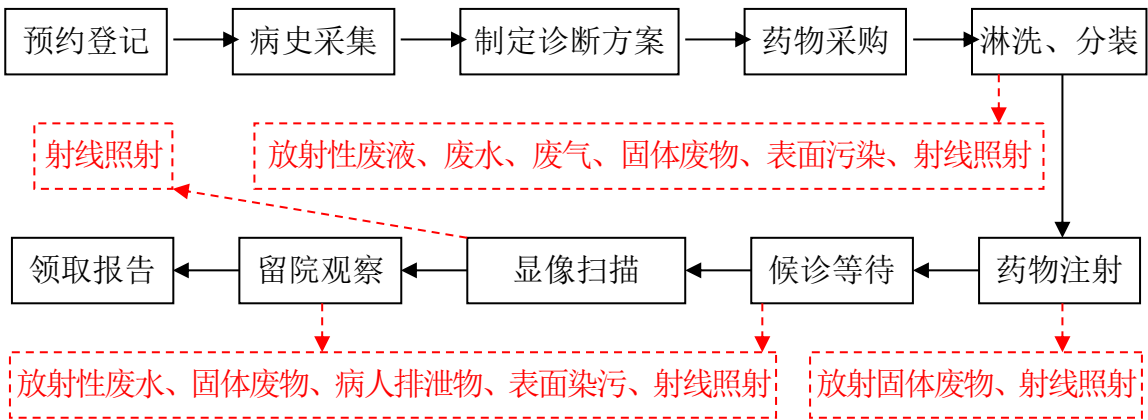 预约登记 病史采集 制定诊断方案 药物采购 淋洗、分装
射线照射 放射性废液、废水、废气、固体废物、表面污染、射线照射
领取报告 留院观察 显像扫描 候诊等待 药物注射
放射性废水、固体废物、病人排泄物、表面染污、射线照射 放射固体废物、射线照射